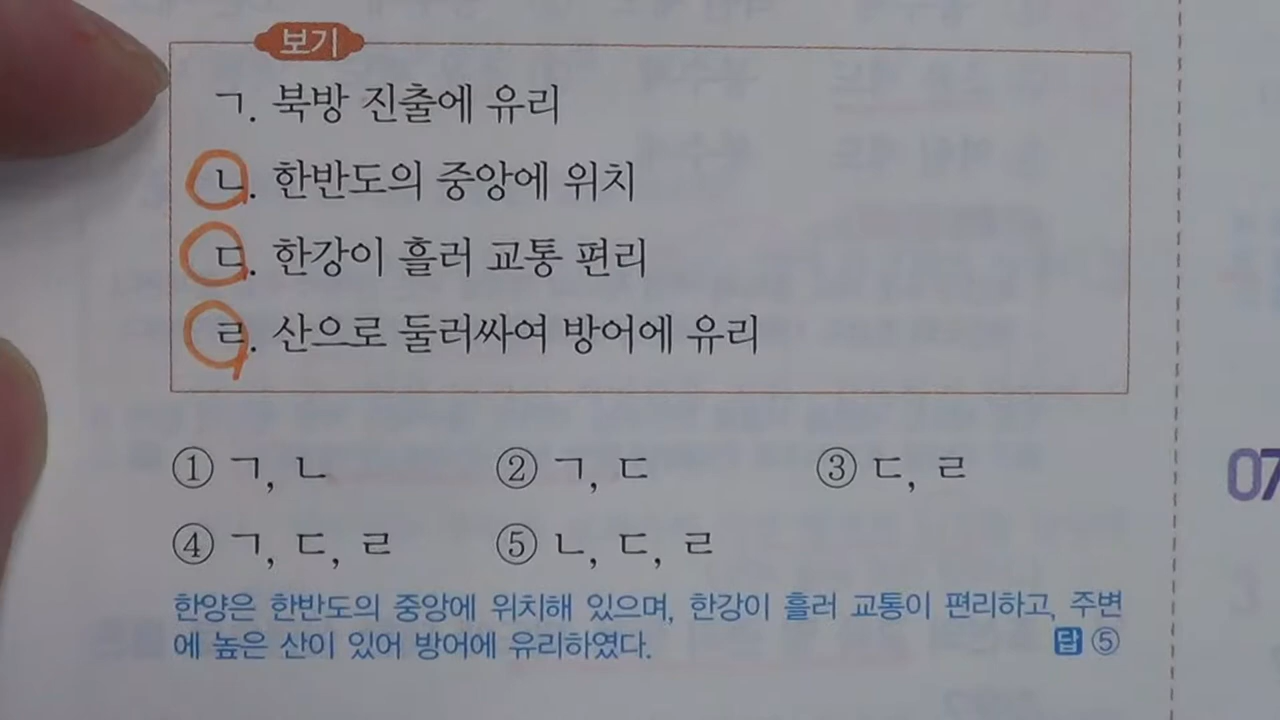 보기
ㄱ. 북방 진출에 유리
ㄴ. 한반도의 중앙에 위치
ㄷ. 한강이 흘러 교통 편리
ㄹ. 산으로 둘러싸여 방어에 유리
① ㄱ, ㄴ ② ㄱ, ㄷ ③ ㄷ, ㄹ
④ ㄱ, ㄷ, ㄹ ⑤ ㄴ, ㄷ, ㄹ
한양은 한반도의 중앙에 위치해 있으며, 한강이 흘러 교통이 편리하고, 주변
에 높은 산이 있어 방어에 유리하였다. 답 ⑤
07